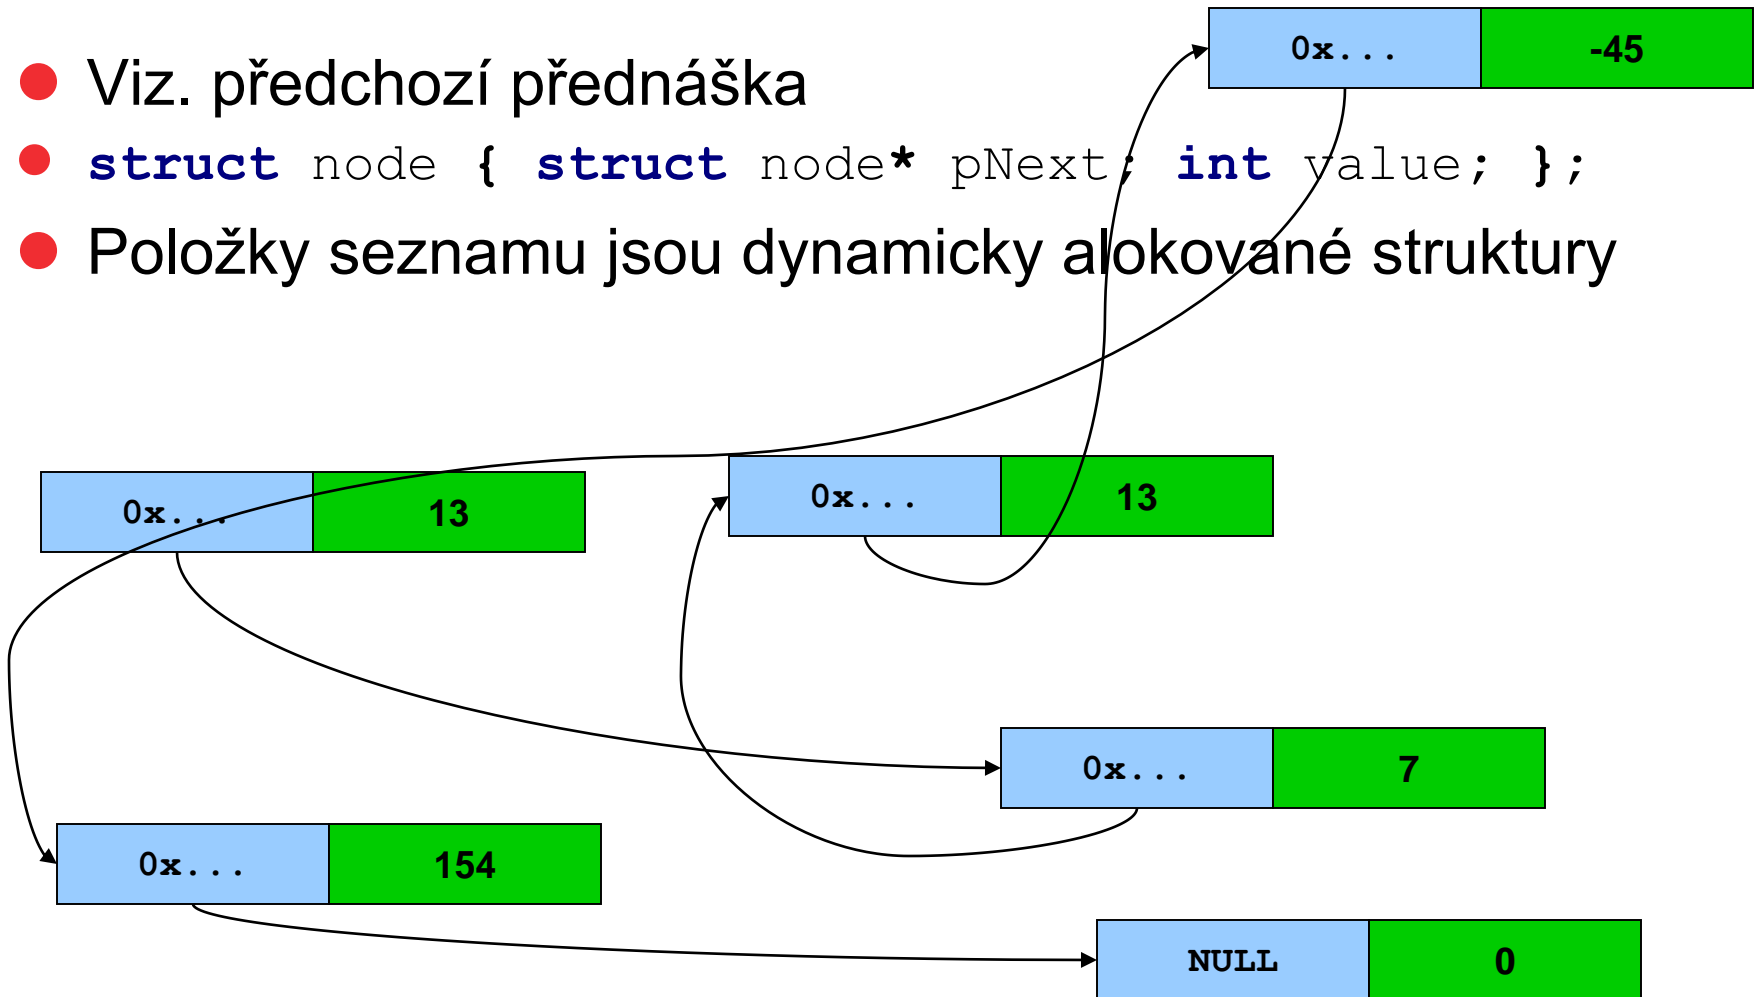 0x... -45
Viz. předchozí přednáška
struct node { struct node* pNext; int value; };
Položky seznamu jsou dynamicky alokované struktury
0x... 13
0x... 13
0x... 7
0x... 154
NULL 0